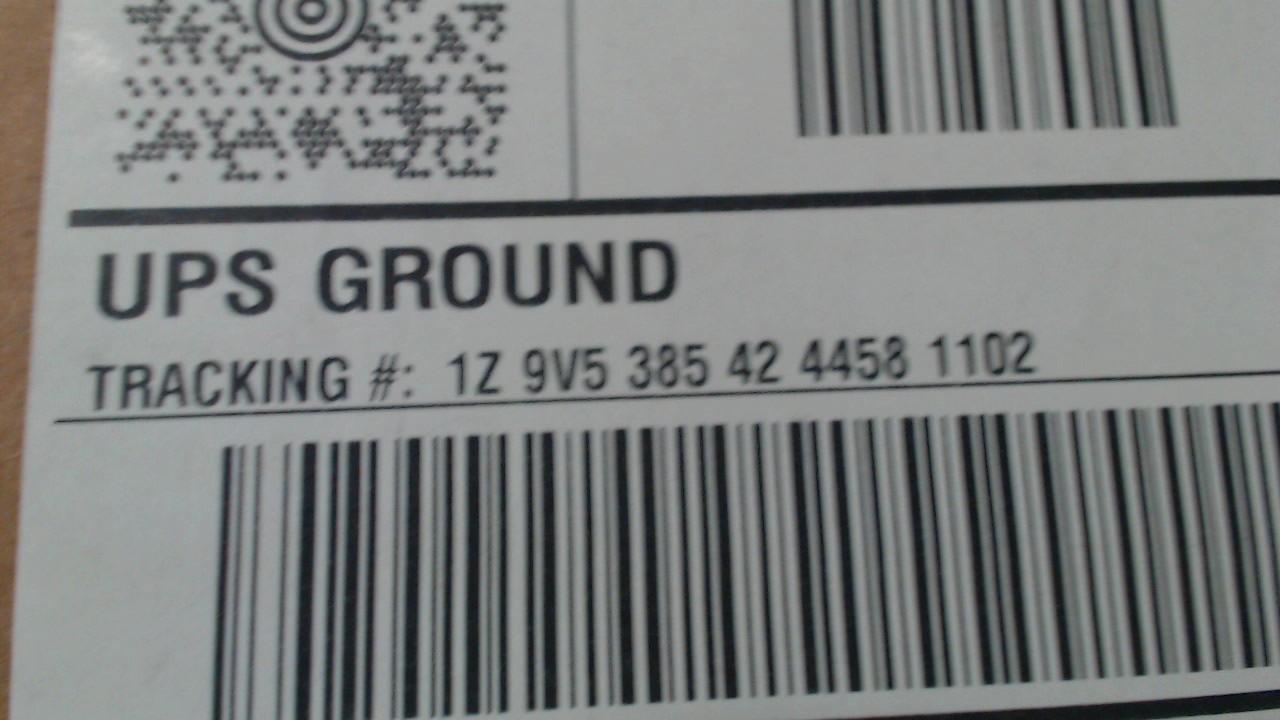 UPS GROUND
TRACKING #: 1Z 9V5 385 42 4458 1102